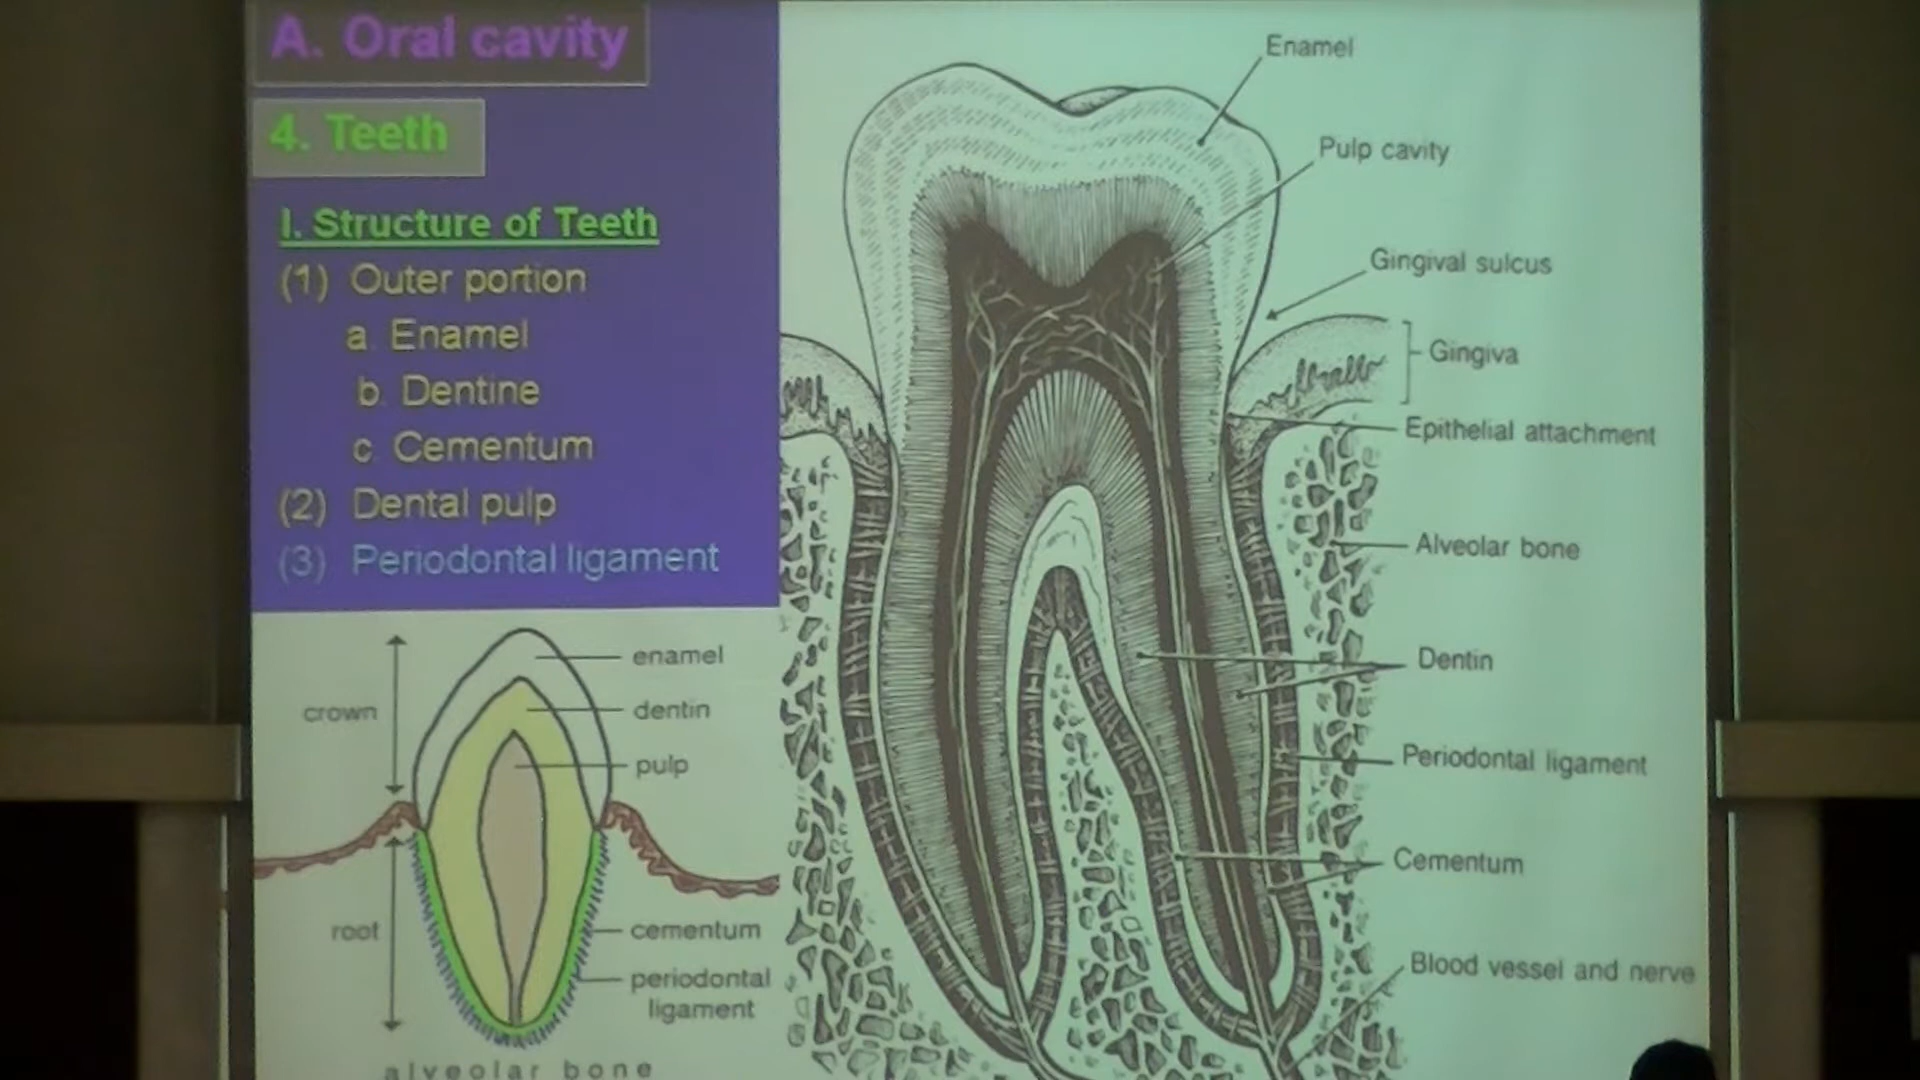 A. Oral cavity
4. Teeth
I. Structure of Teeth
(1) Outer portion
a. Enamel
b. Dentine
c. Cementum
(2) Dental pulp
(3) Periodontal ligament
crown
enamel
dentin
pulp
root
cementum
periodontal
ligament
alveolar bone
Enamel
Pulp cavity
Gingival sulcus
Gingiva
Epithelial attachment
Alveolar bone
Dentin
Periodontal ligament
Cementum
Blood vessel and nerve